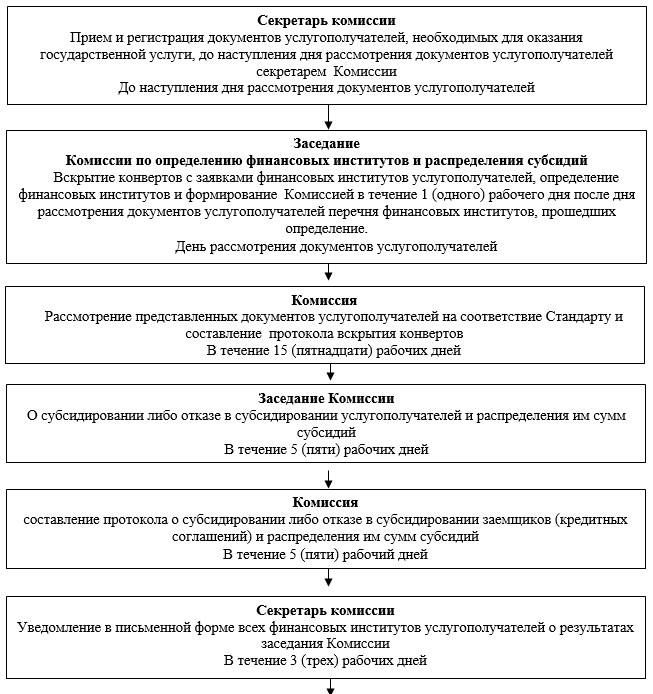 Секретарь комиссии
Прием и регистрация документов услугополучателей, необходимых для оказания
государственной услуги, до наступления дня рассмотрения документов услугополучателей
секретарем Комиссии
До наступления дня рассмотрения документов услугополучателей
Заседание
Комиссии по определению финансовых институтов и распределения субсидий
Вскрытие конвертов с заявками финансовых институтов услугополучателей, определение
финансовых институтов и формирование Комиссией в течение 1 (одного) рабочего дня после дня
рассмотрения документов услугополучателей перечня финансовых институтов, прошедших
определение.
День рассмотрения документов услугополучателей
Комиссия
Рассмотрение представленных документов услугополучателей на соответствие Стандарту и
составление протокола вскрытия конвертов
В течение 15 (пятнадцати) рабочих дней
Заседание Комиссии
О субсидировании либо отказе в субсидировании услугополучателей и распределения им сумм
субсидий
В течение 5 (пяти) рабочих дней
Комиссия
составление протокола о субсидировании либо отказе в субсидировании заемщиков (кредитных
соглашений) и распределения им сумм субсидий
В течение 5 (пяти) рабочий дней
Секретарь комиссии
Уведомление в письменной форме всех финансовых институтов услугополучателей о результатах
заседания Комиссии
В течение 3 (трех) рабочих дней